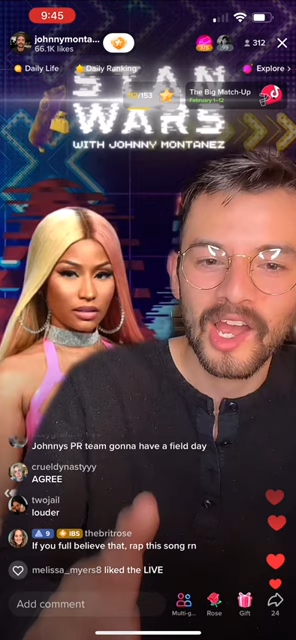 9:45
johnnymonta...
66.1K likes
312
Daily Life
Daily Ranking
Explore >
STAN
/153
The Big Match-Up
February 1-12
WARS
WITH JOHNNY MONTANEZ
Johnnys PR team gonna have a field day
crueldynastyyy
AGREE
twojail
louder
9 IBS thebritrose
If you full believe that, rap this song rn
melissa_myers8 liked the LIVE
Add comment
Multi-g...
Rose
Gift
24